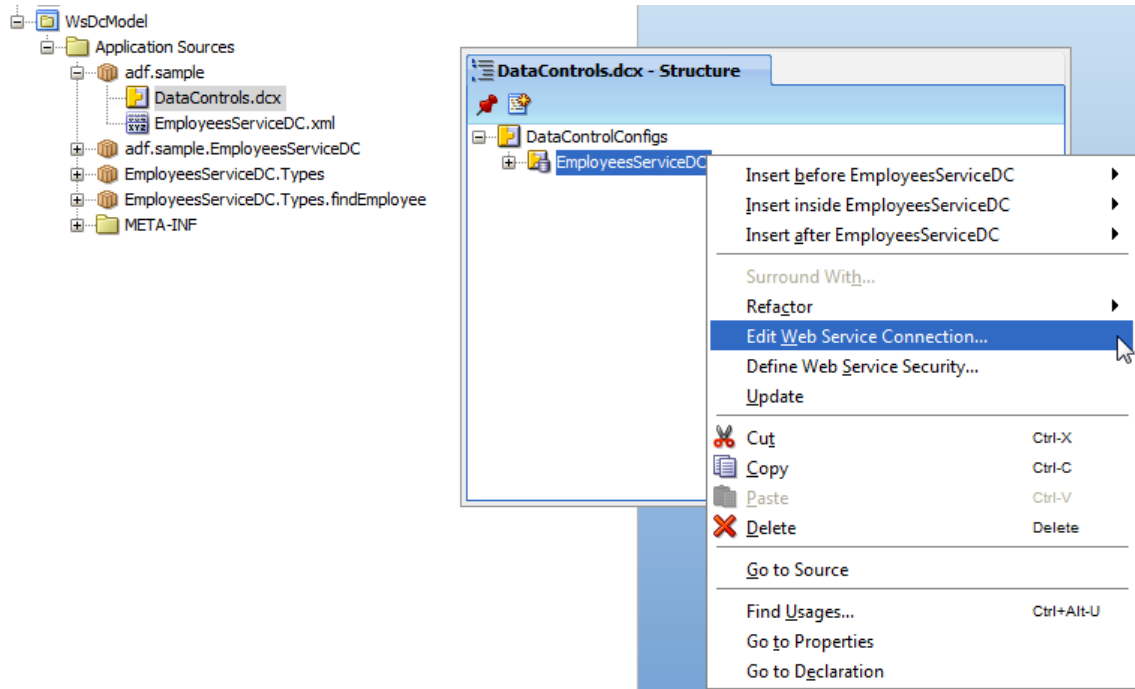 WsDcModel
Application Sources
adf.sample
DataControls.dcx
EmployeesServiceDC.xml
adf.sample.EmployeesServiceDC
EmployeesServiceDC.Types
EmployeesServiceDC.Types.findEmployee
META-INF
DataControls.dcx - Structure
DataControlConfigs
EmployeesServiceDC
Insert before EmployeesServiceDC
Insert inside EmployeesServiceDC
Insert after EmployeesServiceDC
Surround With...
Refactor
Edit Web Service Connection...
Define Web Service Security...
Update
Cut Ctrl-X
Copy Ctrl-C
Paste Ctrl-V
Delete Delete
Go to Source
Find Usages... Ctrl+Alt-U
Go to Properties
Go to Declaration